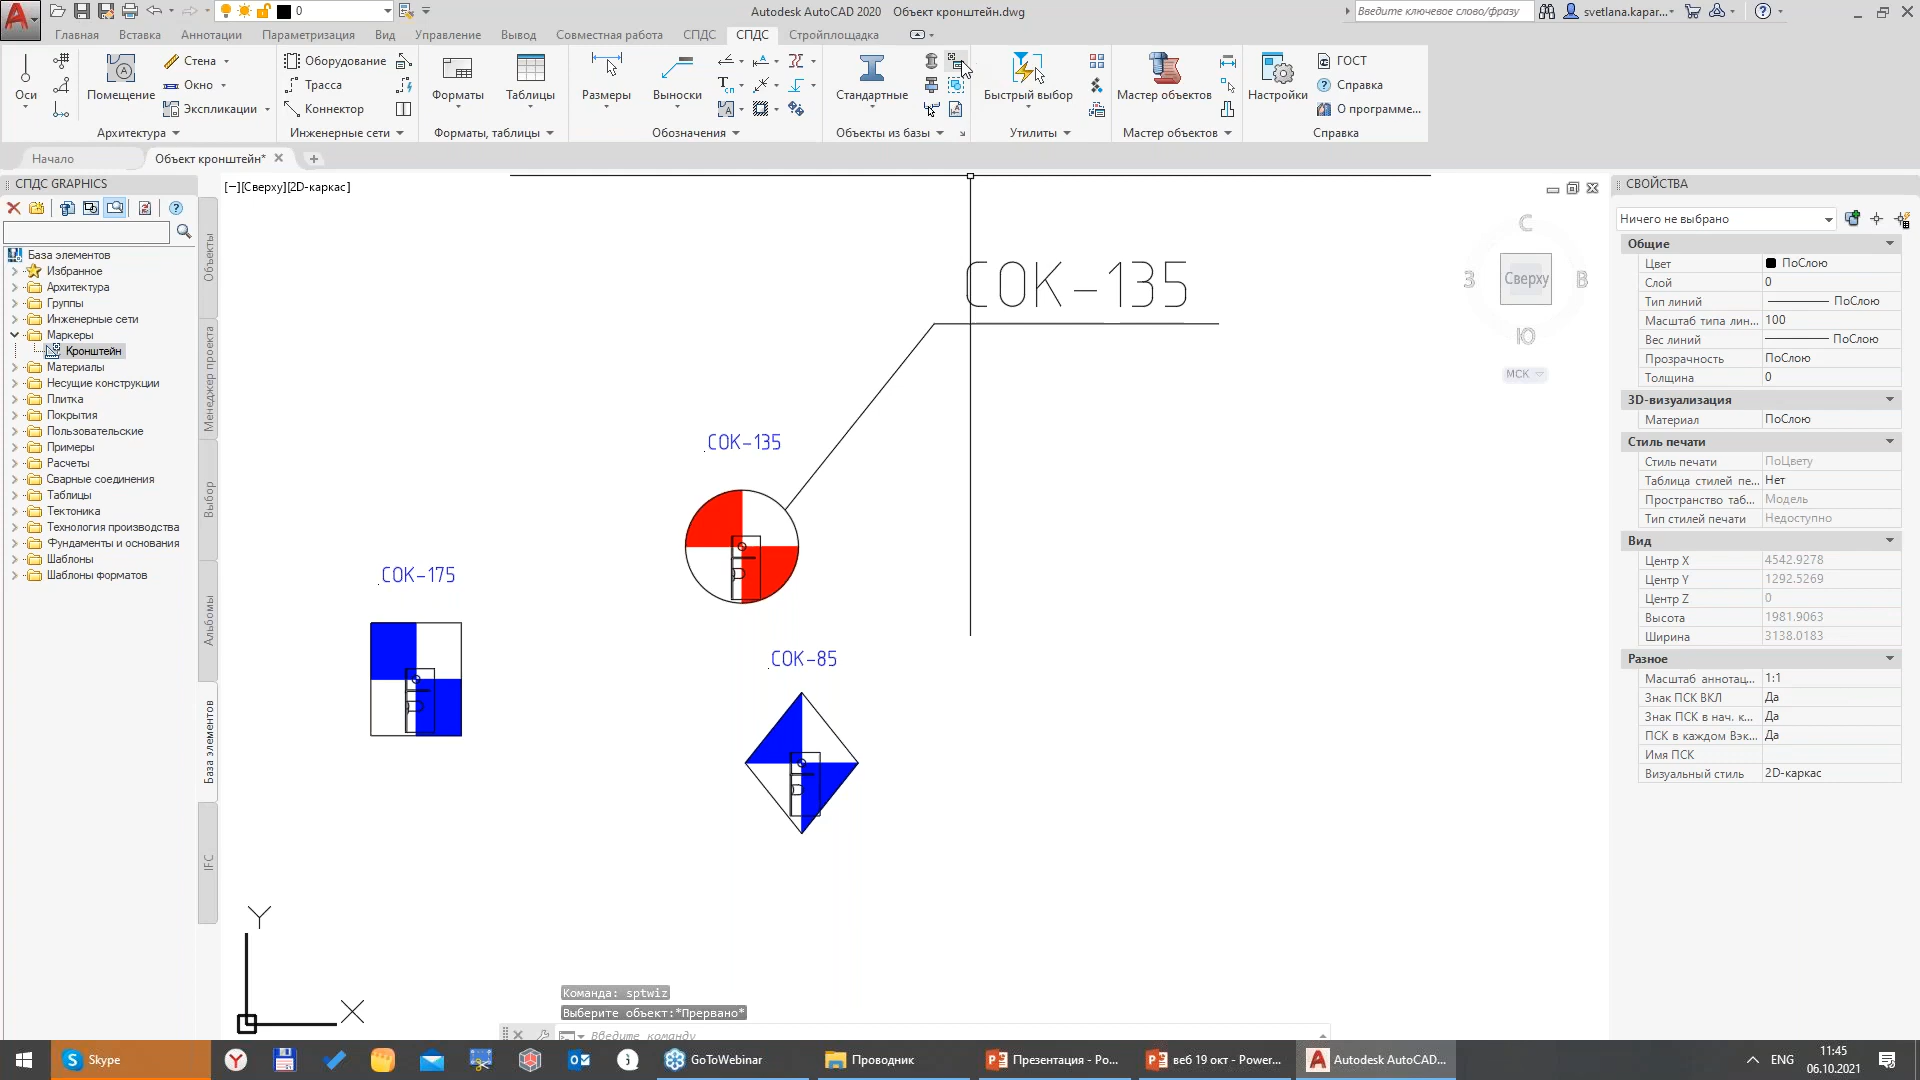 0
Autodesk AutoCAD 2020 Объект кронштейн.dwg
Введите ключевое слово/фразу
svetlana.kapar...
Главная Вставка Аннотации Параметризация Вид Управление Вывод Совместная работа СПДС СПДС Стройплощадка
Оси
Помещение
Стена
Окно
Экспликации
Архитектура
Оборудование
Трасса
Коннектор
Инженерные сети
Форматы
Таблицы
Форматы, таблицы
Размеры
Выноски
Обозначения
Стандартные
Объекты из базы
Быстрый выбор
Утилиты
Мастер объектов
Мастер объектов
Настройки
ГОСТ
Справка
О программе...
Справка
Начало
Объект кронштейн*
СПДС GRAPHICS
База элементов
Избранное
Архитектура
Группы
Инженерные сети
Маркеры
Кронштейн
Материалы
Несущие конструкции
Плитка
Покрытия
Пользовательские
Примеры
Расчеты
Сварные соединения
Таблицы
Тектоника
Технология производства
Фундаменты и основания
Шаблоны
Шаблоны форматов
Объекты
Менеджер проекта
Выбор
Альбомы
База элементов
IFC
[−][Сверху][2D-каркас]
СОК-135
СОК-135
СОК-175
СОК-85
Y
X
С
З
Сверху
В
Ю
МСК
Команда: sptwiz
Выберите объект:*Прервано*
Введите команду
СВОЙСТВА
Ничего не выбрано
Общие
Цвет ПоСлою
Слой 0
Тип линий ПоСлою
Масштаб типа лин... 100
Вес линий ПоСлою
Прозрачность ПоСлою
Толщина 0
3D-визуализация
Материал ПоСлою
Стиль печати
Стиль печати ПоЦвету
Таблица стилей пе... Нет
Пространство таб... Модель
Тип стилей печати Недоступно
Вид
Центр X 4542.9278
Центр Y 1292.5269
Центр Z 0
Высота 1981.9063
Ширина 3138.0183
Разное
Масштаб аннотац... 1:1
Знак ПСК ВКЛ Да
Знак ПСК в нач. к... Да
ПСК в каждом Вэк... Да
Имя ПСК
Визуальный стиль 2D-каркас
Skype
GoToWebinar
Проводник
Презентация - Po...
веб 19 окт - Power...
Autodesk AutoCAD...
ENG
11:45
06.10.2021